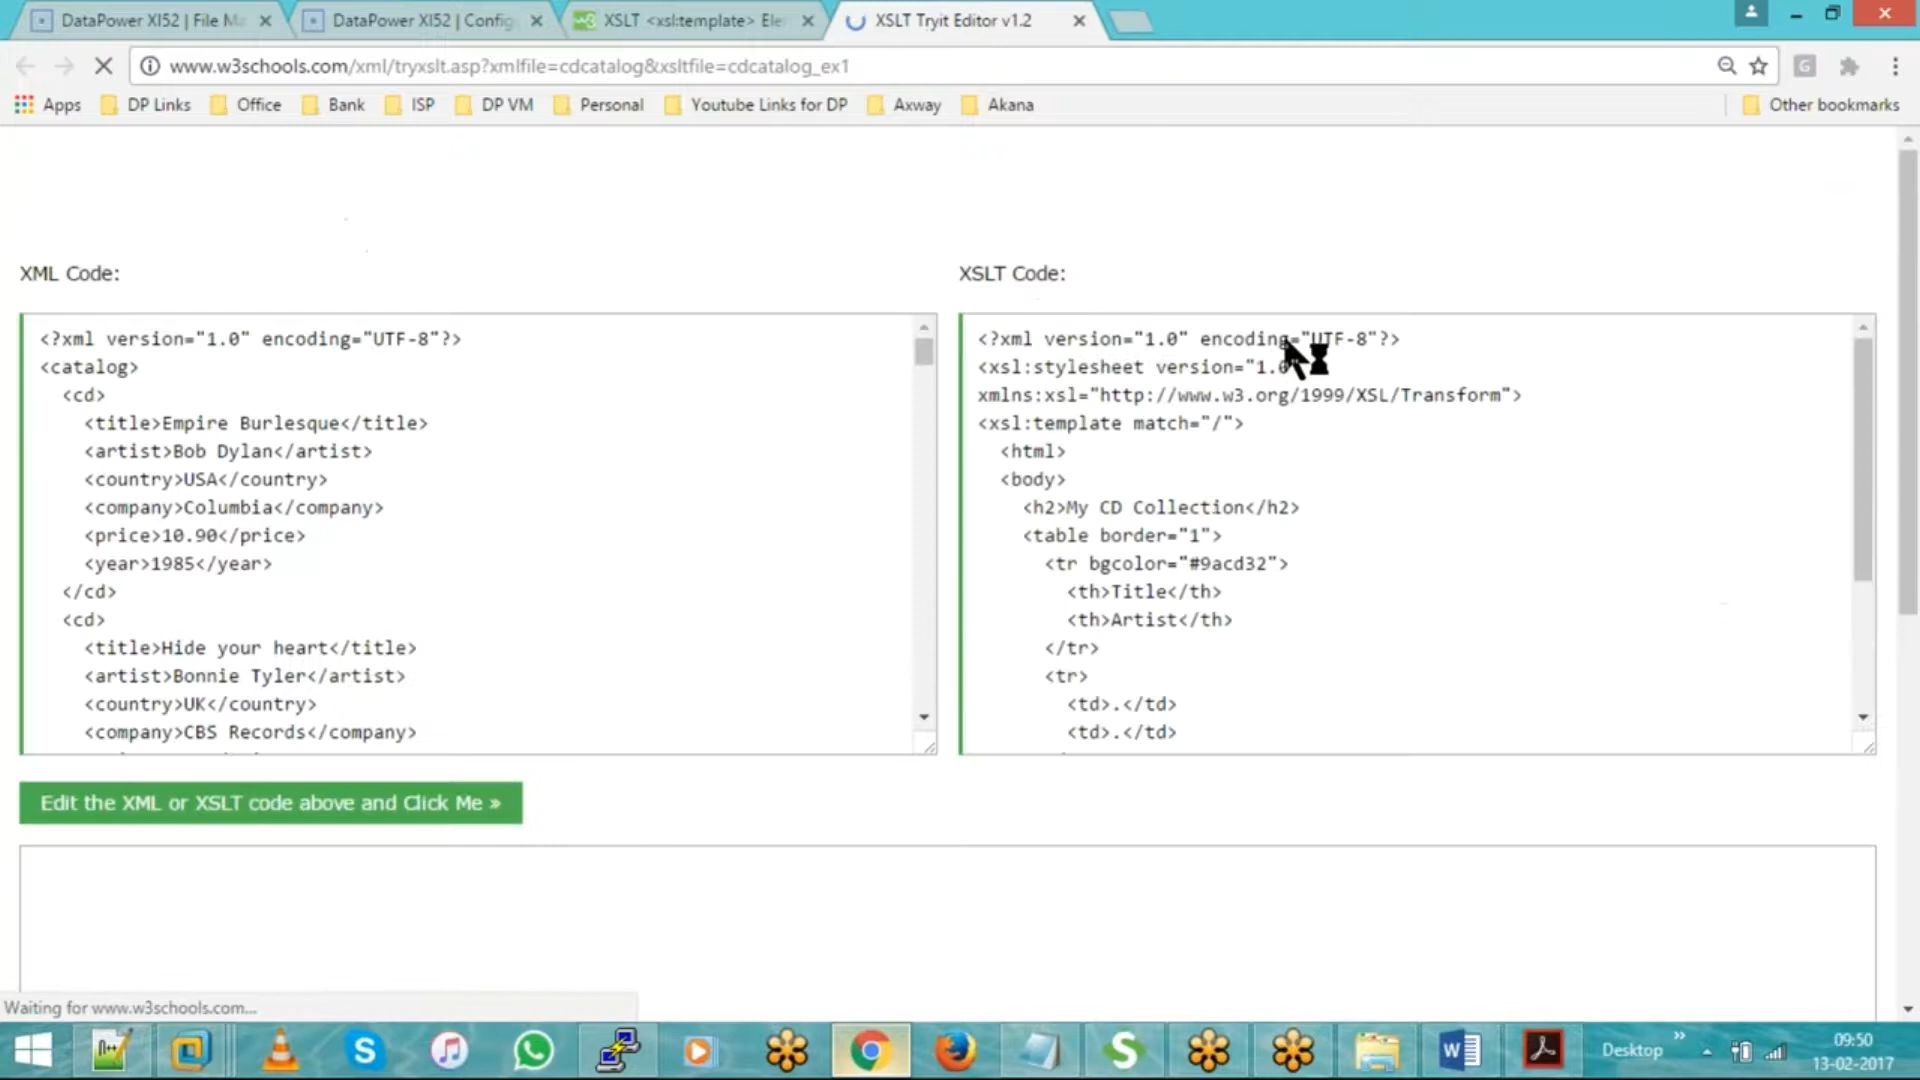 DataPower XI52 | File Ma
DataPower XI52 | Config
XSLT <xsl:template> Ele
XSLT Tryit Editor v1.2
www.w3schools.com/xml/tryxslt.asp?xmlfile=cdcatalog&xsltfile=cdcatalog_ex1
Apps
DP Links
Office
Bank
ISP
DP VM
Personal
Youtube Links for DP
Axway
Akana
Other bookmarks
XML Code:
<?xml version="1.0" encoding="UTF-8"?>
<catalog>
<cd>
<title>Empire Burlesque</title>
<artist>Bob Dylan</artist>
<country>USA</country>
<company>Columbia</company>
<price>10.90</price>
<year>1985</year>
</cd>
<cd>
<title>Hide your heart</title>
<artist>Bonnie Tyler</artist>
<country>UK</country>
<company>CBS Records</company>
XSLT Code:
<?xml version="1.0" encoding="UTF-8"?>
<xsl:stylesheet version="1.0"
xmlns:xsl="http://www.w3.org/1999/XSL/Transform">
<xsl:template match="/">
<html>
<body>
<h2>My CD Collection</h2>
<table border="1">
<tr bgcolor="#9acd32">
<th>Title</th>
<th>Artist</th>
</tr>
<tr>
<td>.</td>
<td>.</td>
Edit the XML or XSLT code above and Click Me »
Waiting for www.w3schools.com...
Desktop
09:50
13-02-2017